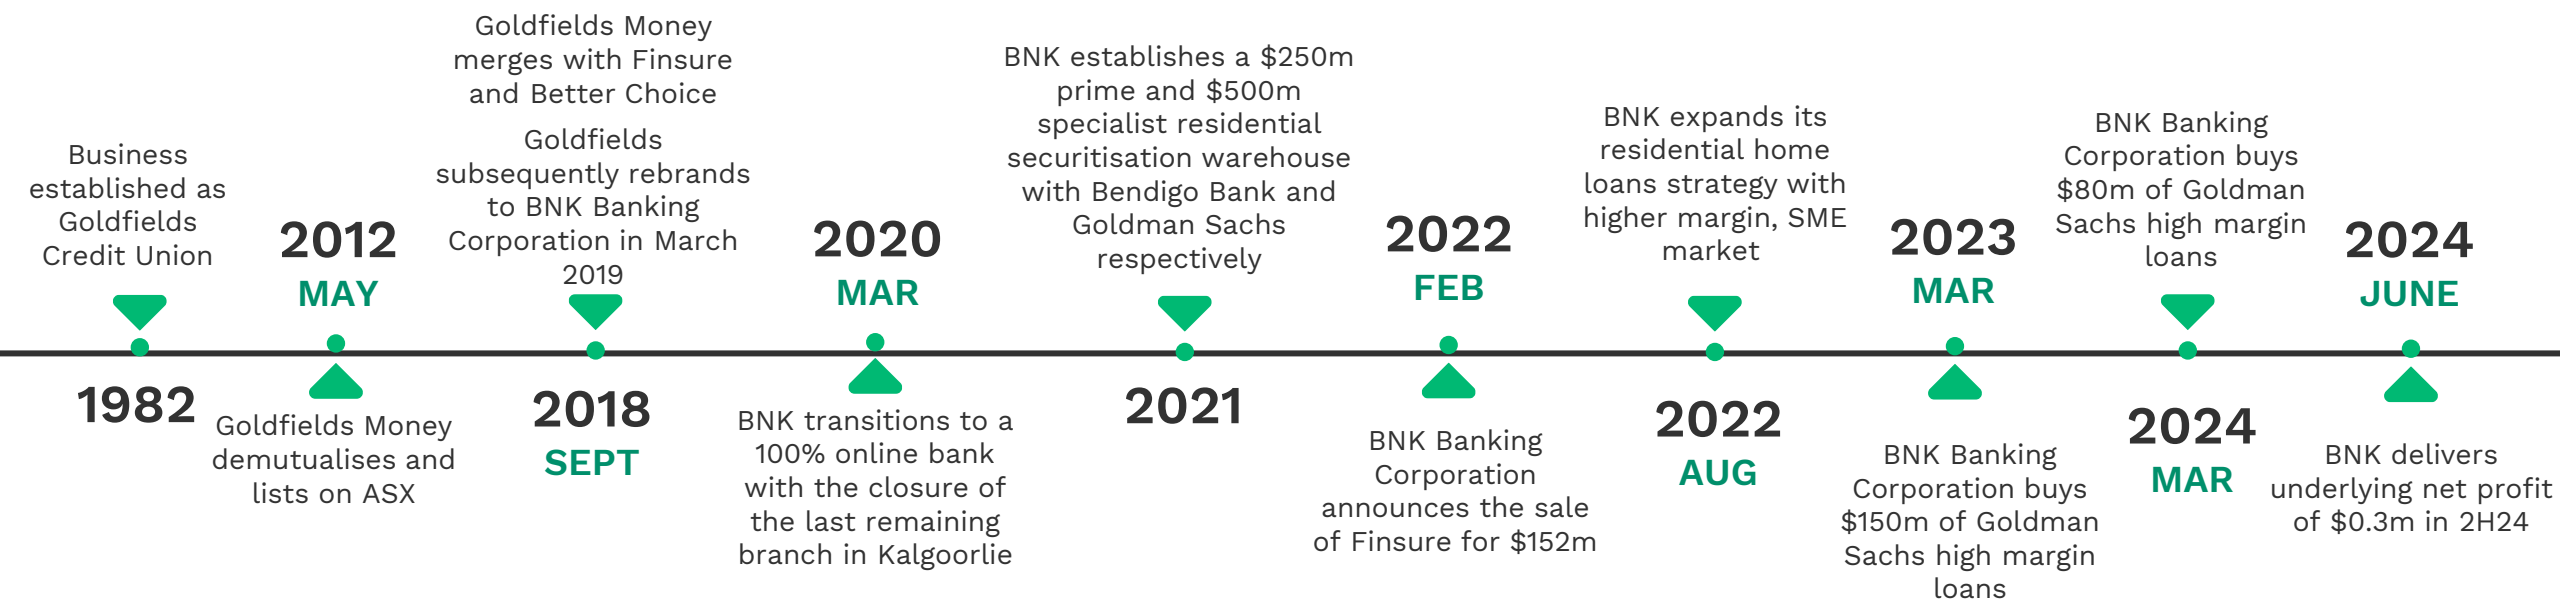 Business
established as
Goldfields
Credit Union
1982
2012
MAY
Goldfields Money
demutualises and
lists on ASX
Goldfields Money
merges with Finsure
and Better Choice
Goldfields
subsequently rebrands
to BNK Banking
Corporation in March
2019
2018
SEPT
2020
MAR
BNK transitions to a
100% online bank
with the closure of
the last remaining
branch in Kalgoorlie
BNK establishes a $250m
prime and $500m
specialist residential
securitisation warehouse
with Bendigo Bank and
Goldman Sachs
respectively
2021
2022
FEB
BNK Banking
Corporation
announces the sale
of Finsure for $152m
BNK expands its
residential home
loans strategy with
higher margin, SME
market
2022
AUG
2023
MAR
BNK Banking
Corporation buys
$150m of Goldman
Sachs high margin
loans
BNK Banking
Corporation buys
$80m of Goldman
Sachs high margin
loans
2024
MAR
2024
JUNE
BNK delivers
underlying net profit
of $0.3m in 2H24